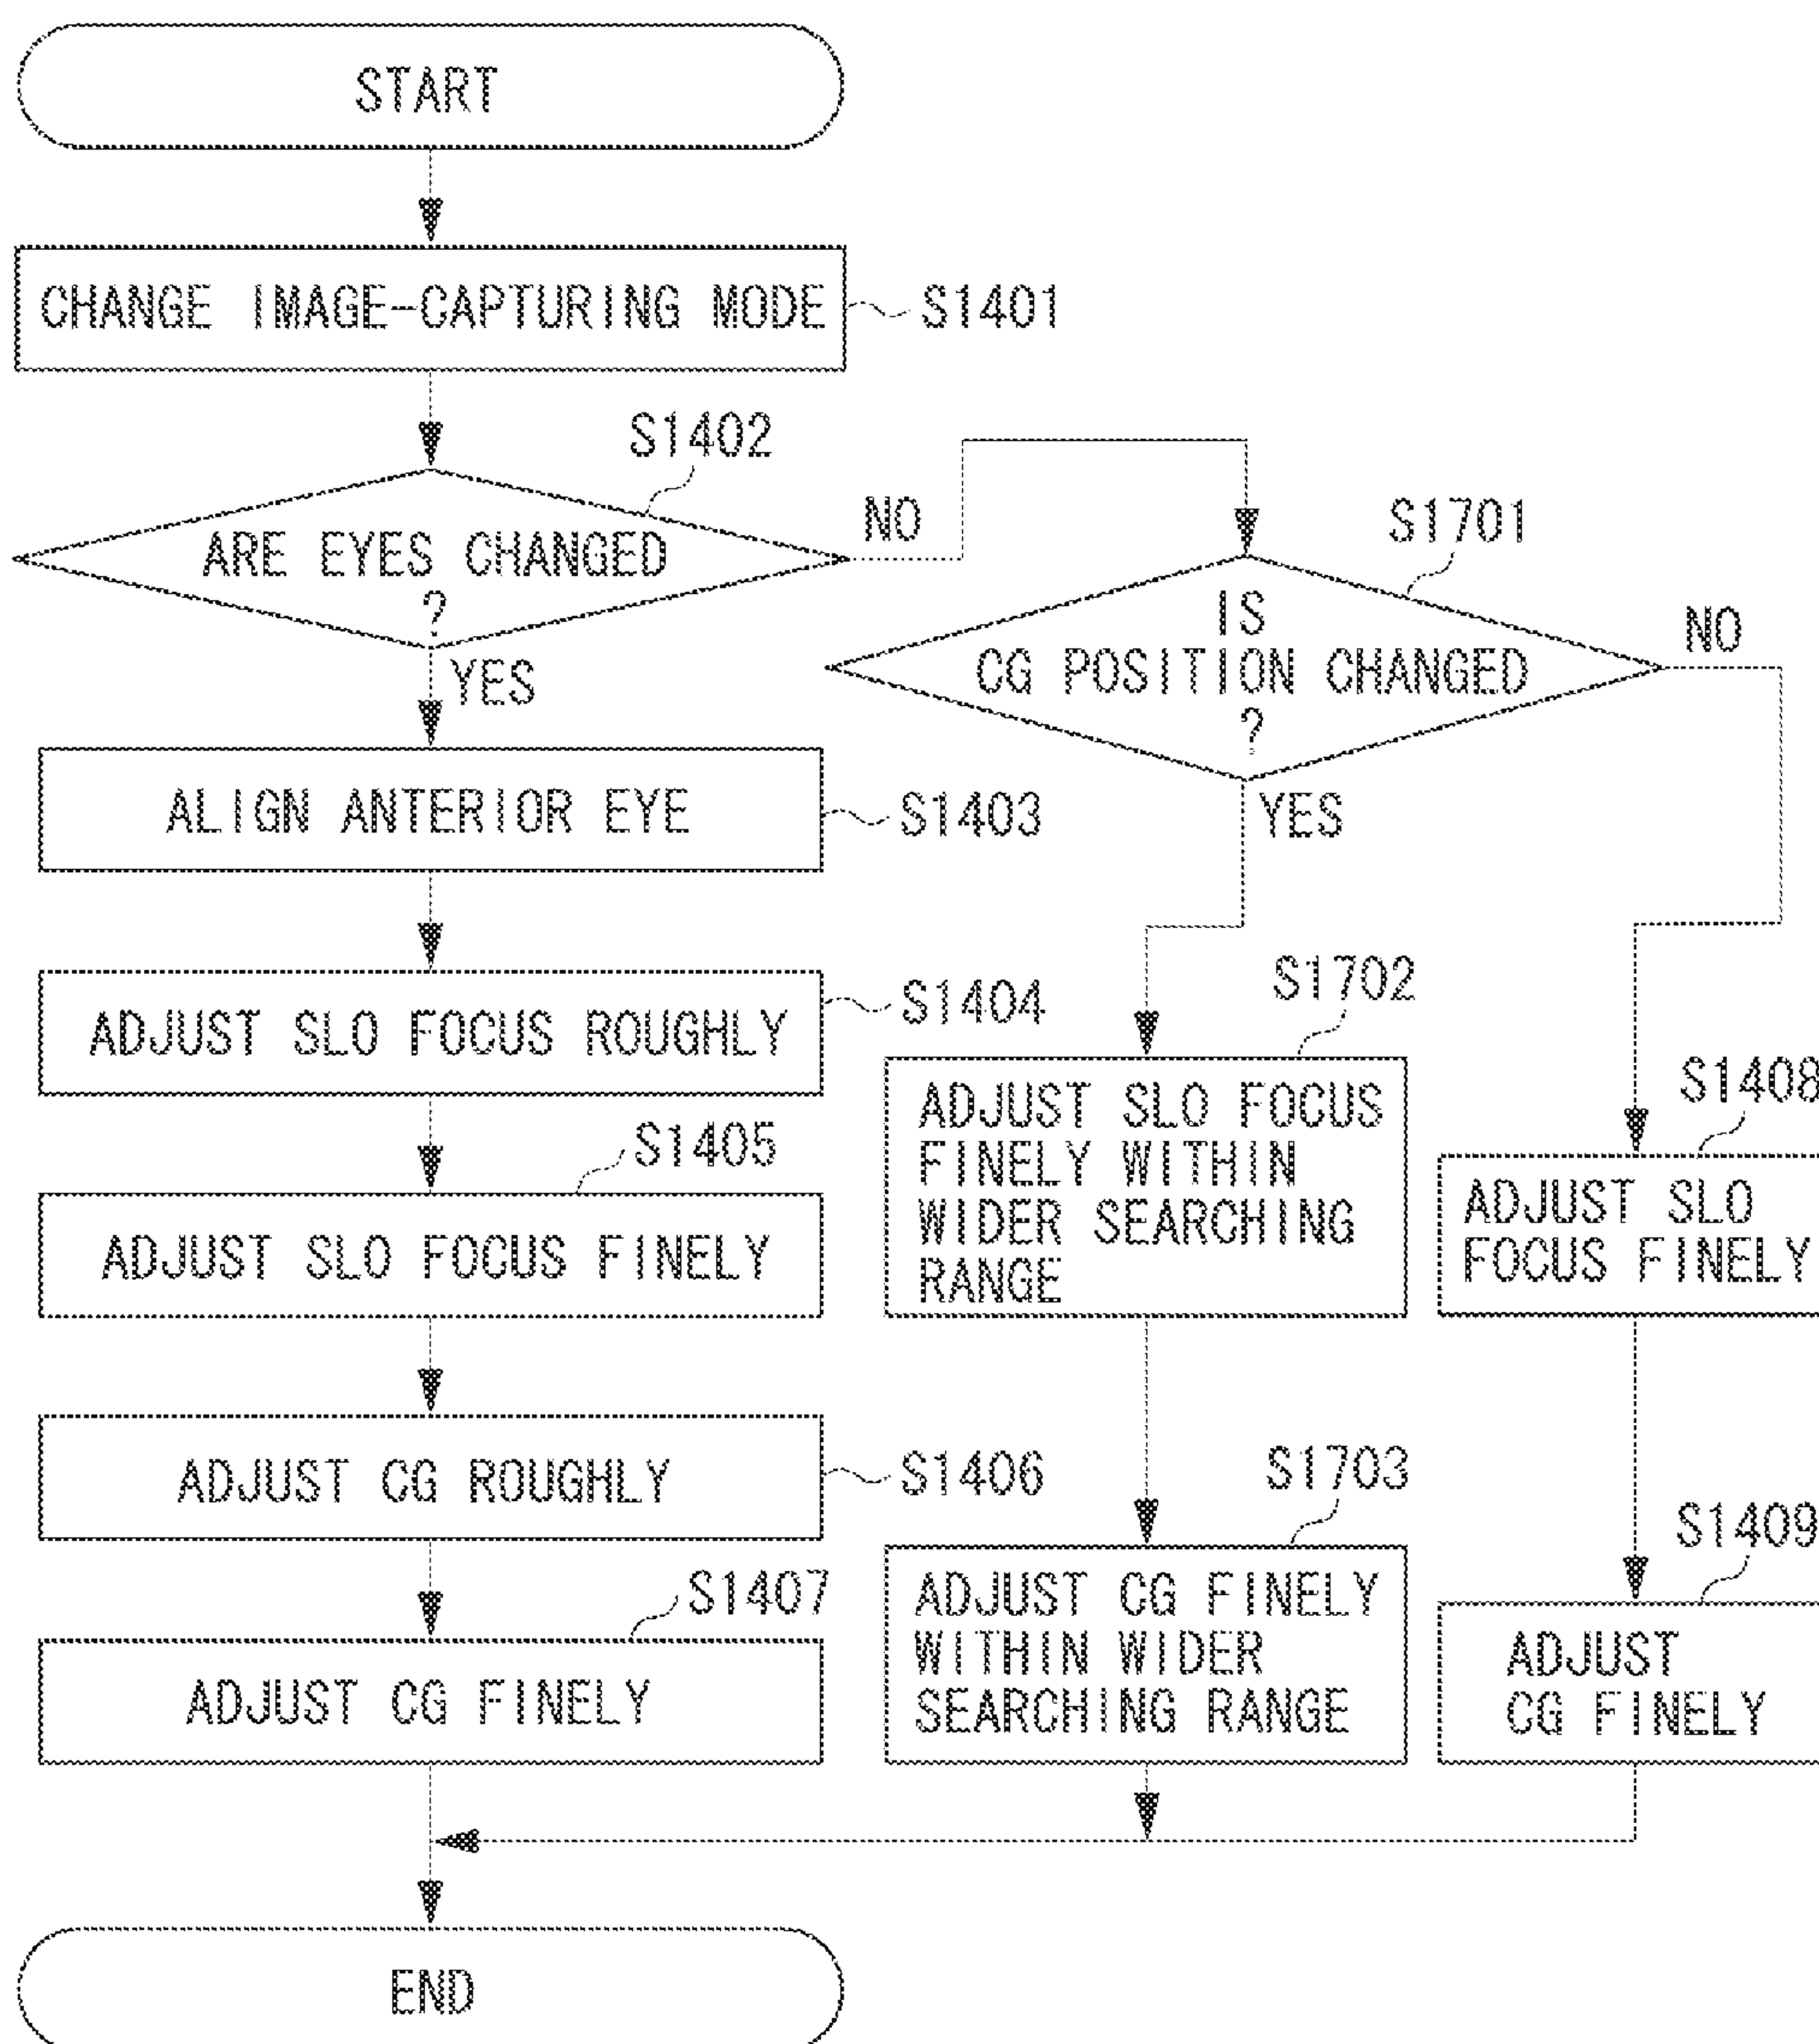 START
CHANGE IMAGE-CAPTURING MODE
S1401
S1402
ARE EYES CHANGED
?
NO
YES
S1701
IS
CG POSITION CHANGED
?
NO
YES
ALIGN ANTERIOR EYE
S1403
ADJUST SLO FOCUS ROUGHLY
S1404
S1405
ADJUST SLO FOCUS FINELY
ADJUST CG ROUGHLY
S1406
S1407
ADJUST CG FINELY
S1702
ADJUST SLO FOCUS
FINELY WITHIN
WIDER SEARCHING
RANGE
S1703
ADJUST CG FINELY
WITHIN WIDER
SEARCHING RANGE
S1408
ADJUST SLO
FOCUS FINELY
S1409
ADJUST
CG FINELY
END